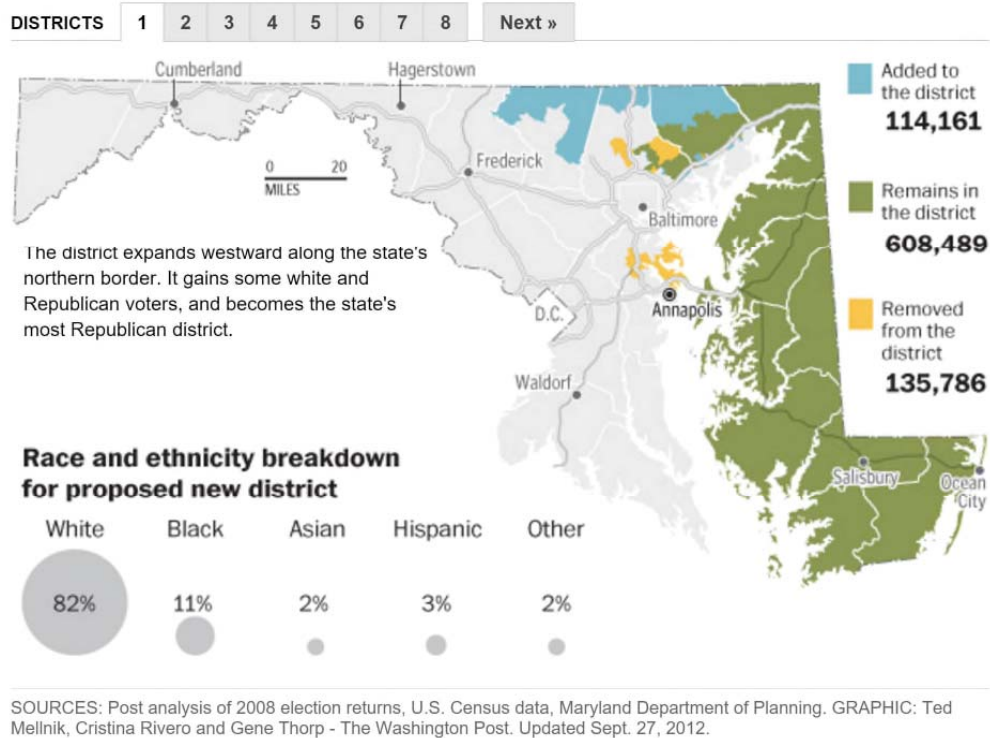 DISTRICTS 1 2 3 4 5 6 7 8 Next »
Cumberland
Hagerstown
Frederick
0 20
MILES
Baltimore
D.C.
Annapolis
Waldorf
Salisbury
Ocean
City
Added to
the district
114,161
Remains in
the district
608,489
Removed
from the
district
135,786
The district expands westward along the state's
northern border. It gains some white and
Republican voters, and becomes the state's
most Republican district.
Race and ethnicity breakdown
for proposed new district
White Black Asian Hispanic Other
82% 11% 2% 3% 2%
SOURCES: Post analysis of 2008 election returns, U.S. Census data, Maryland Department of Planning. GRAPHIC: Ted
Mellnik, Cristina Rivero and Gene Thorp - The Washington Post. Updated Sept. 27, 2012.